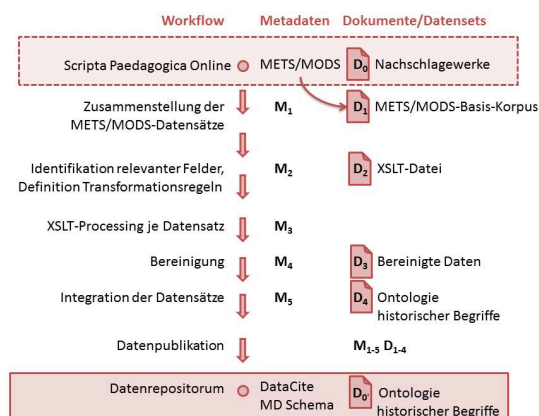 Workflow Metadaten Dokumente/Datensets
Scripta Paedagogica Online METS/MODS D₀ Nachschlagewerke
Zusammenstellung der M₁ D₁ METS/MODS-Basis-Korpus
METS/MODS-Datensätze
Identifikation relevanter Felder, M₂ D₂ XSLT-Datei
Definition Transformationsregeln
XSLT-Processing je Datensatz M₃
Bereinigung M₄ D₃ Bereinigte Daten
Integration der Datensätze M₅ D₄ Ontologie
historischer Begriffe
Datenpublikation M₁₋₅ D₁₋₄
Datenrepositorum DataCite D₀' Ontologie
MD Schema historischer Begriffe